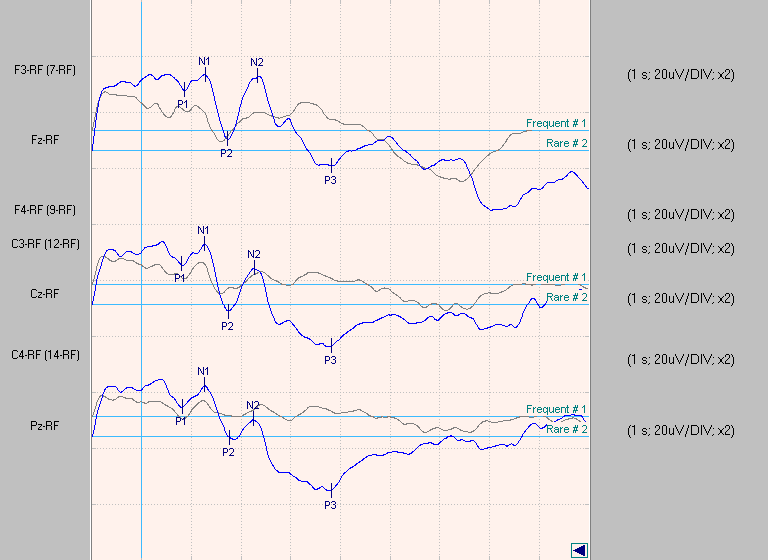 F3-RF (7-RF)
N1
N2
(1 s; 20uV/DIV; x2)
P1
Frequent # 1
Fz-RF
Rare # 2
(1 s; 20uV/DIV; x2)
P2
P3
F4-RF (9-RF)
(1 s; 20uV/DIV; x2)
N1
C3-RF (12-RF)
N2
(1 s; 20uV/DIV; x2)
P1
Frequent # 1
Cz-RF
Rare # 2
(1 s; 20uV/DIV; x2)
P2
C4-RF (14-RF)
P3
(1 s; 20uV/DIV; x2)
N1
N2
Frequent # 1
P1
Pz-RF
Rare # 2
(1 s; 20uV/DIV; x2)
P2
P3